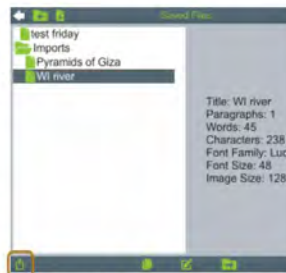 Saved Files
test friday
Imports
Pyramids of Giza
WI river
Title: WI river
Paragraphs: 1
Words: 45
Characters: 238
Font Family: Luc
Font Size: 48
Image Size: 128